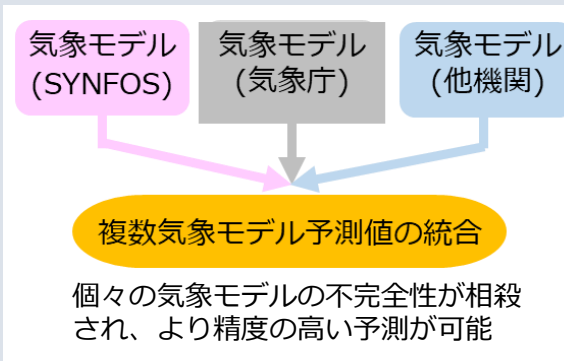 気象モデル
(SYNFOS)
気象モデル
(気象庁)
気象モデル
(他機関)
複数気象モデル予測値の統合
個々の気象モデルの不完全性が相殺
され、より精度の高い予測が可能